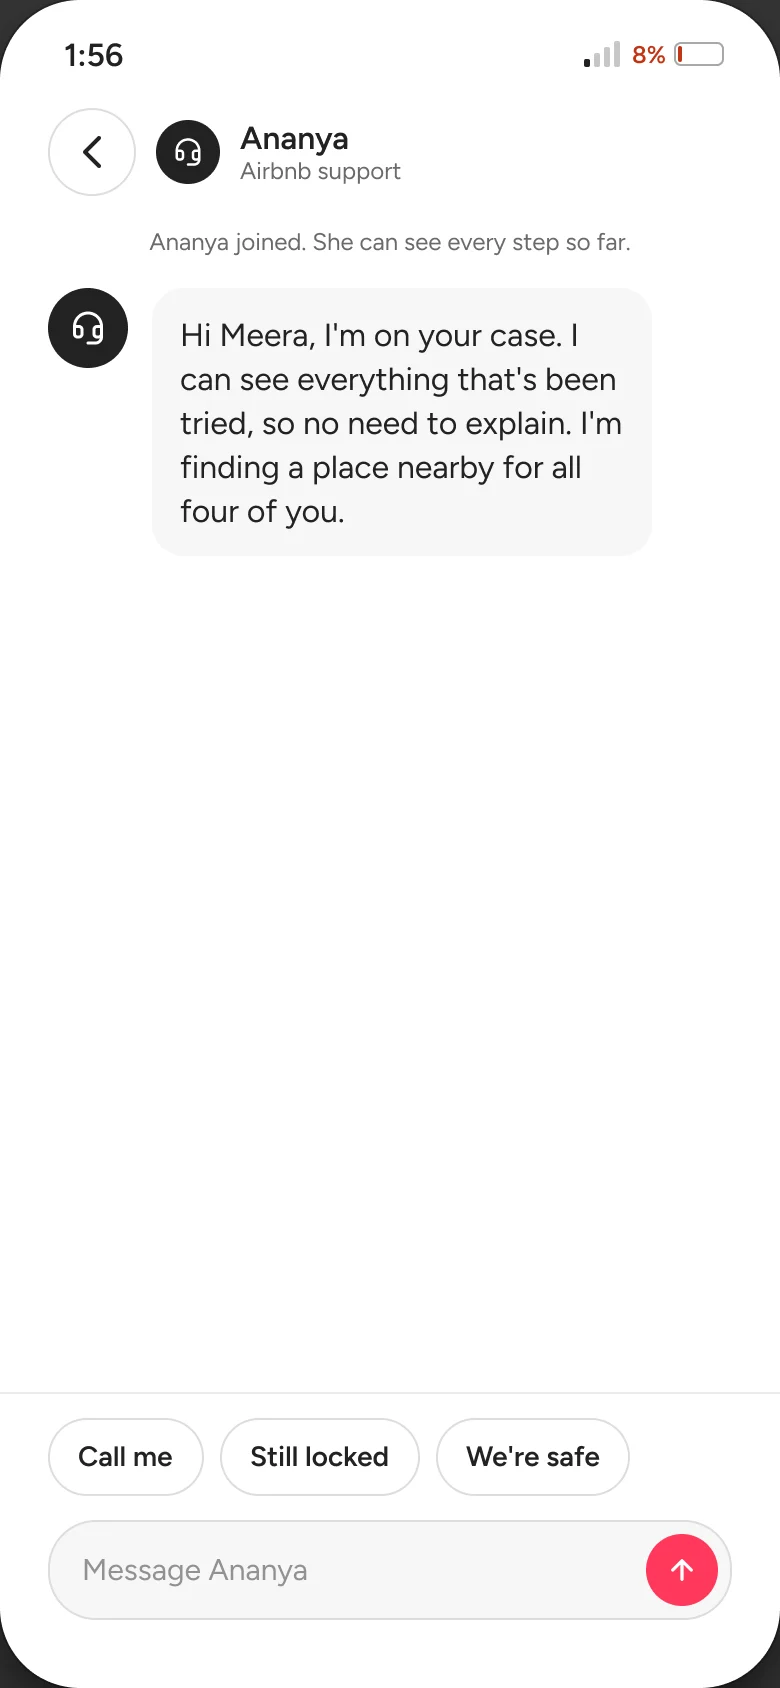 1:56
8%
Ananya
Airbnb support
Ananya joined. She can see every step so far.
Hi Meera, I'm on your case. I
can see everything that's been
tried, so no need to explain. I'm
finding a place nearby for all
four of you.
Call me
Still locked
We're safe
Message Ananya